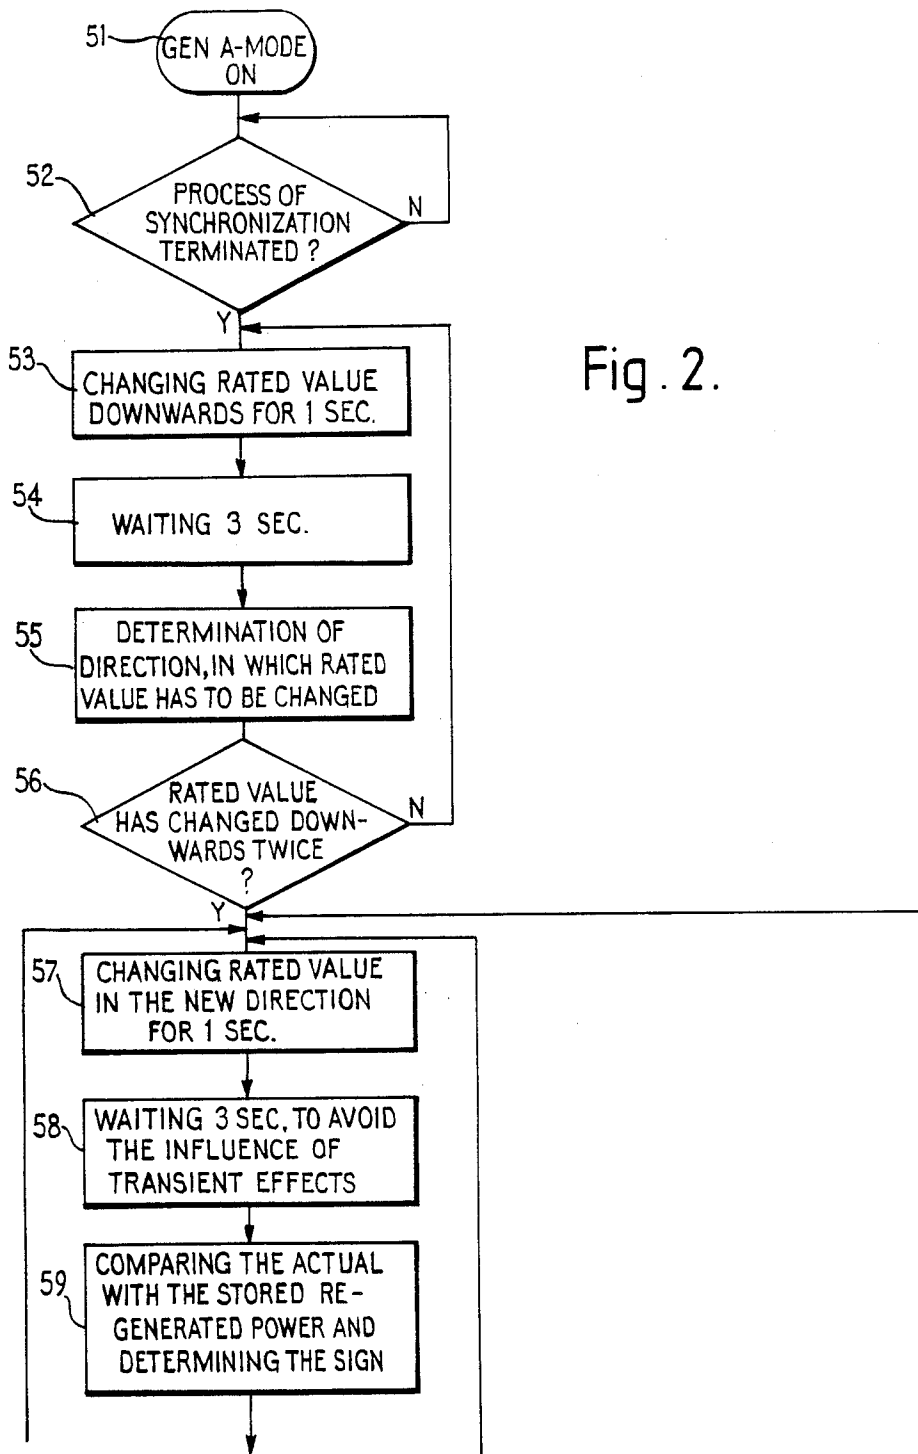 51
GEN A-MODE
ON
52
PROCESS OF
SYNCHRONIZATION
TERMINATED ?
N
Y
Fig. 2.
53
CHANGING RATED VALUE
DOWNWARDS FOR 1 SEC.
54
WAITING 3 SEC.
55
DETERMINATION OF
DIRECTION, IN WHICH RATED
VALUE HAS TO BE CHANGED
56
RATED VALUE
HAS CHANGED DOWN-
WARDS TWICE
?
N
Y
57
CHANGING RATED VALUE
IN THE NEW DIRECTION
FOR 1 SEC.
58
WAITING 3 SEC, TO AVOID
THE INFLUENCE OF
TRANSIENT EFFECTS
59
COMPARING THE ACTUAL
WITH THE STORED RE-
GENERATED POWER AND
DETERMINING THE SIGN